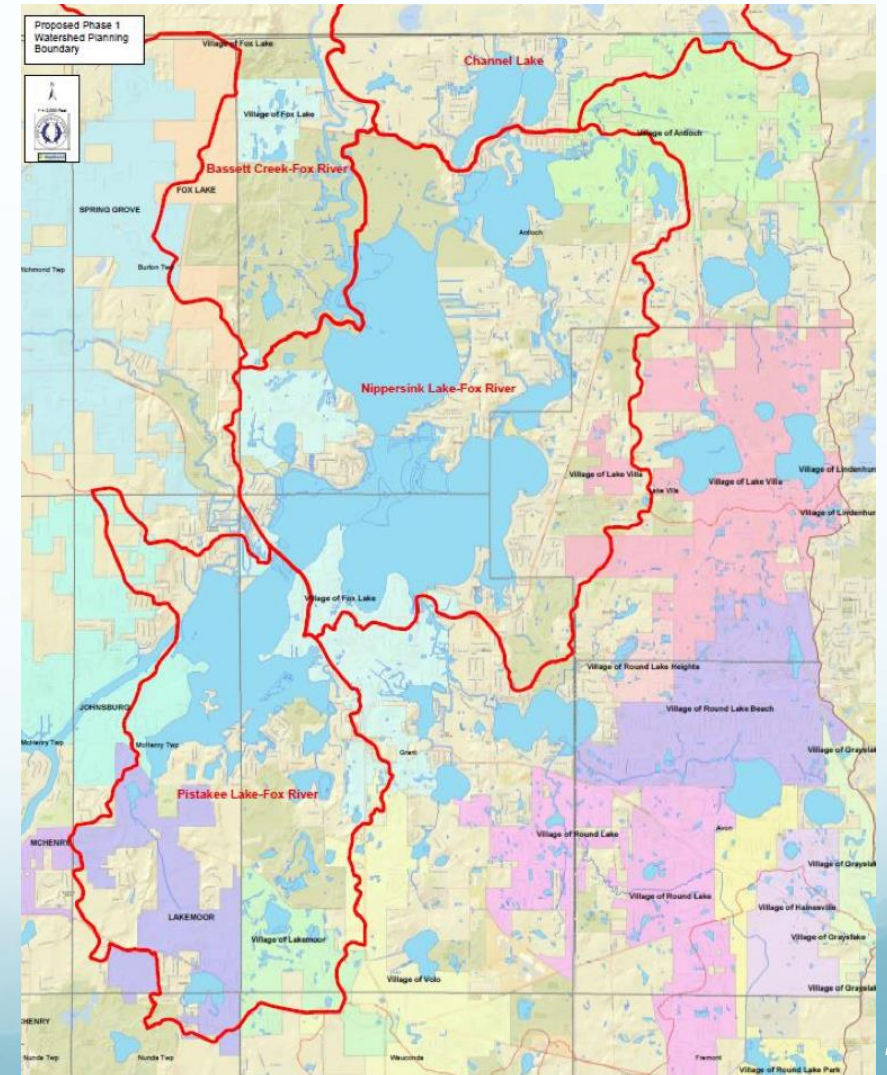 Proposed Phase 1
Watershed Planning
Boundary
Village of Fox Lake
Channel Lake
Village of Fox Lake
Village of Antioch
Bassett Creek-Fox River
FOX LAKE
SPRING GROVE
Antioch
Burton Twp
Richmond Twp
Nippersink Lake-Fox River
Village of Lake Villa
Village of Lake Villa
Village of Lindenhur
Lake Villa
Village of Lindenhur
Village of Fox Lake
Village of Round Lake Heights
JOHNSBURG
Village of Round Lake Beach
McHenry Twp
McHenry Twp
Grant
Village of Grayslak
Pistakee Lake-Fox River
Village of Round Lake
Avon
MCHENRY
Village of Grayslak
Village of Round Lake
Village of Hainesville
LAKEMOOR
Village of Lakemoor
Village of Grayslake
Village of Volo
Village of Grayslak
Nunda Twp
Nunda Twp
Wauconda
Fremont
Village of Round Lake Park